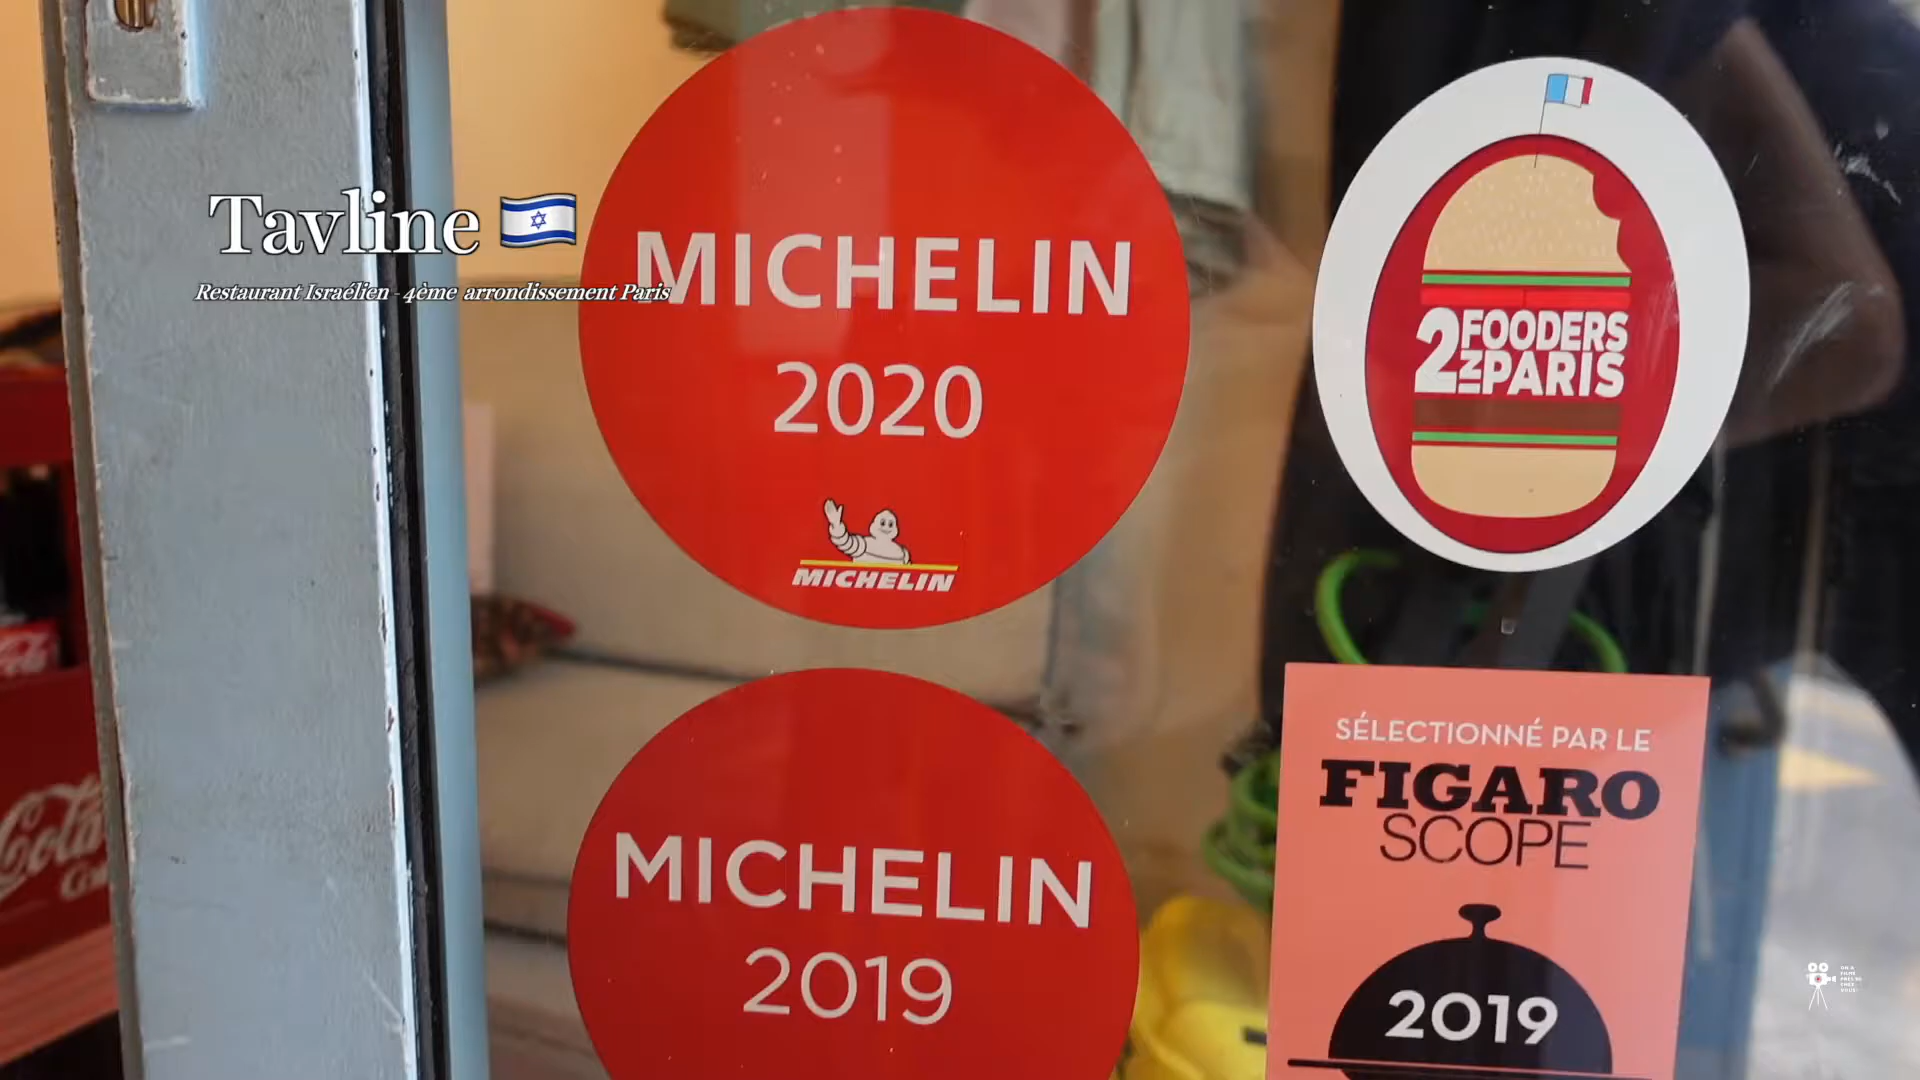 Tavline 🇮🇱
Restaurant Israélien - 4ème arrondissement Paris
MICHELIN
2020
MICHELIN
2 FOODERS
IN PARIS
MICHELIN
2019
SÉLECTIONNÉ PAR LE
FIGARO
SCOPE
2019
Cola